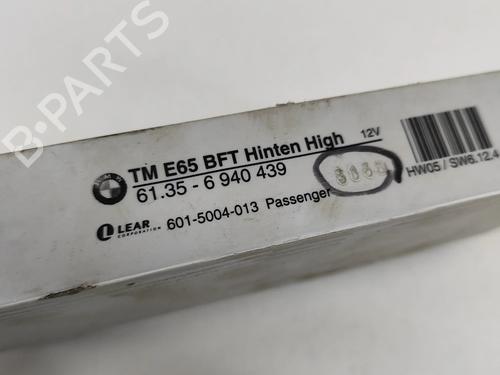 B-PARTS
TM E65 BFT Hinten High 12V
61.35 - 6 940 439
LEAR
CORPORATION
601-5004-013 Passenger
HW05 / SW6.12.4